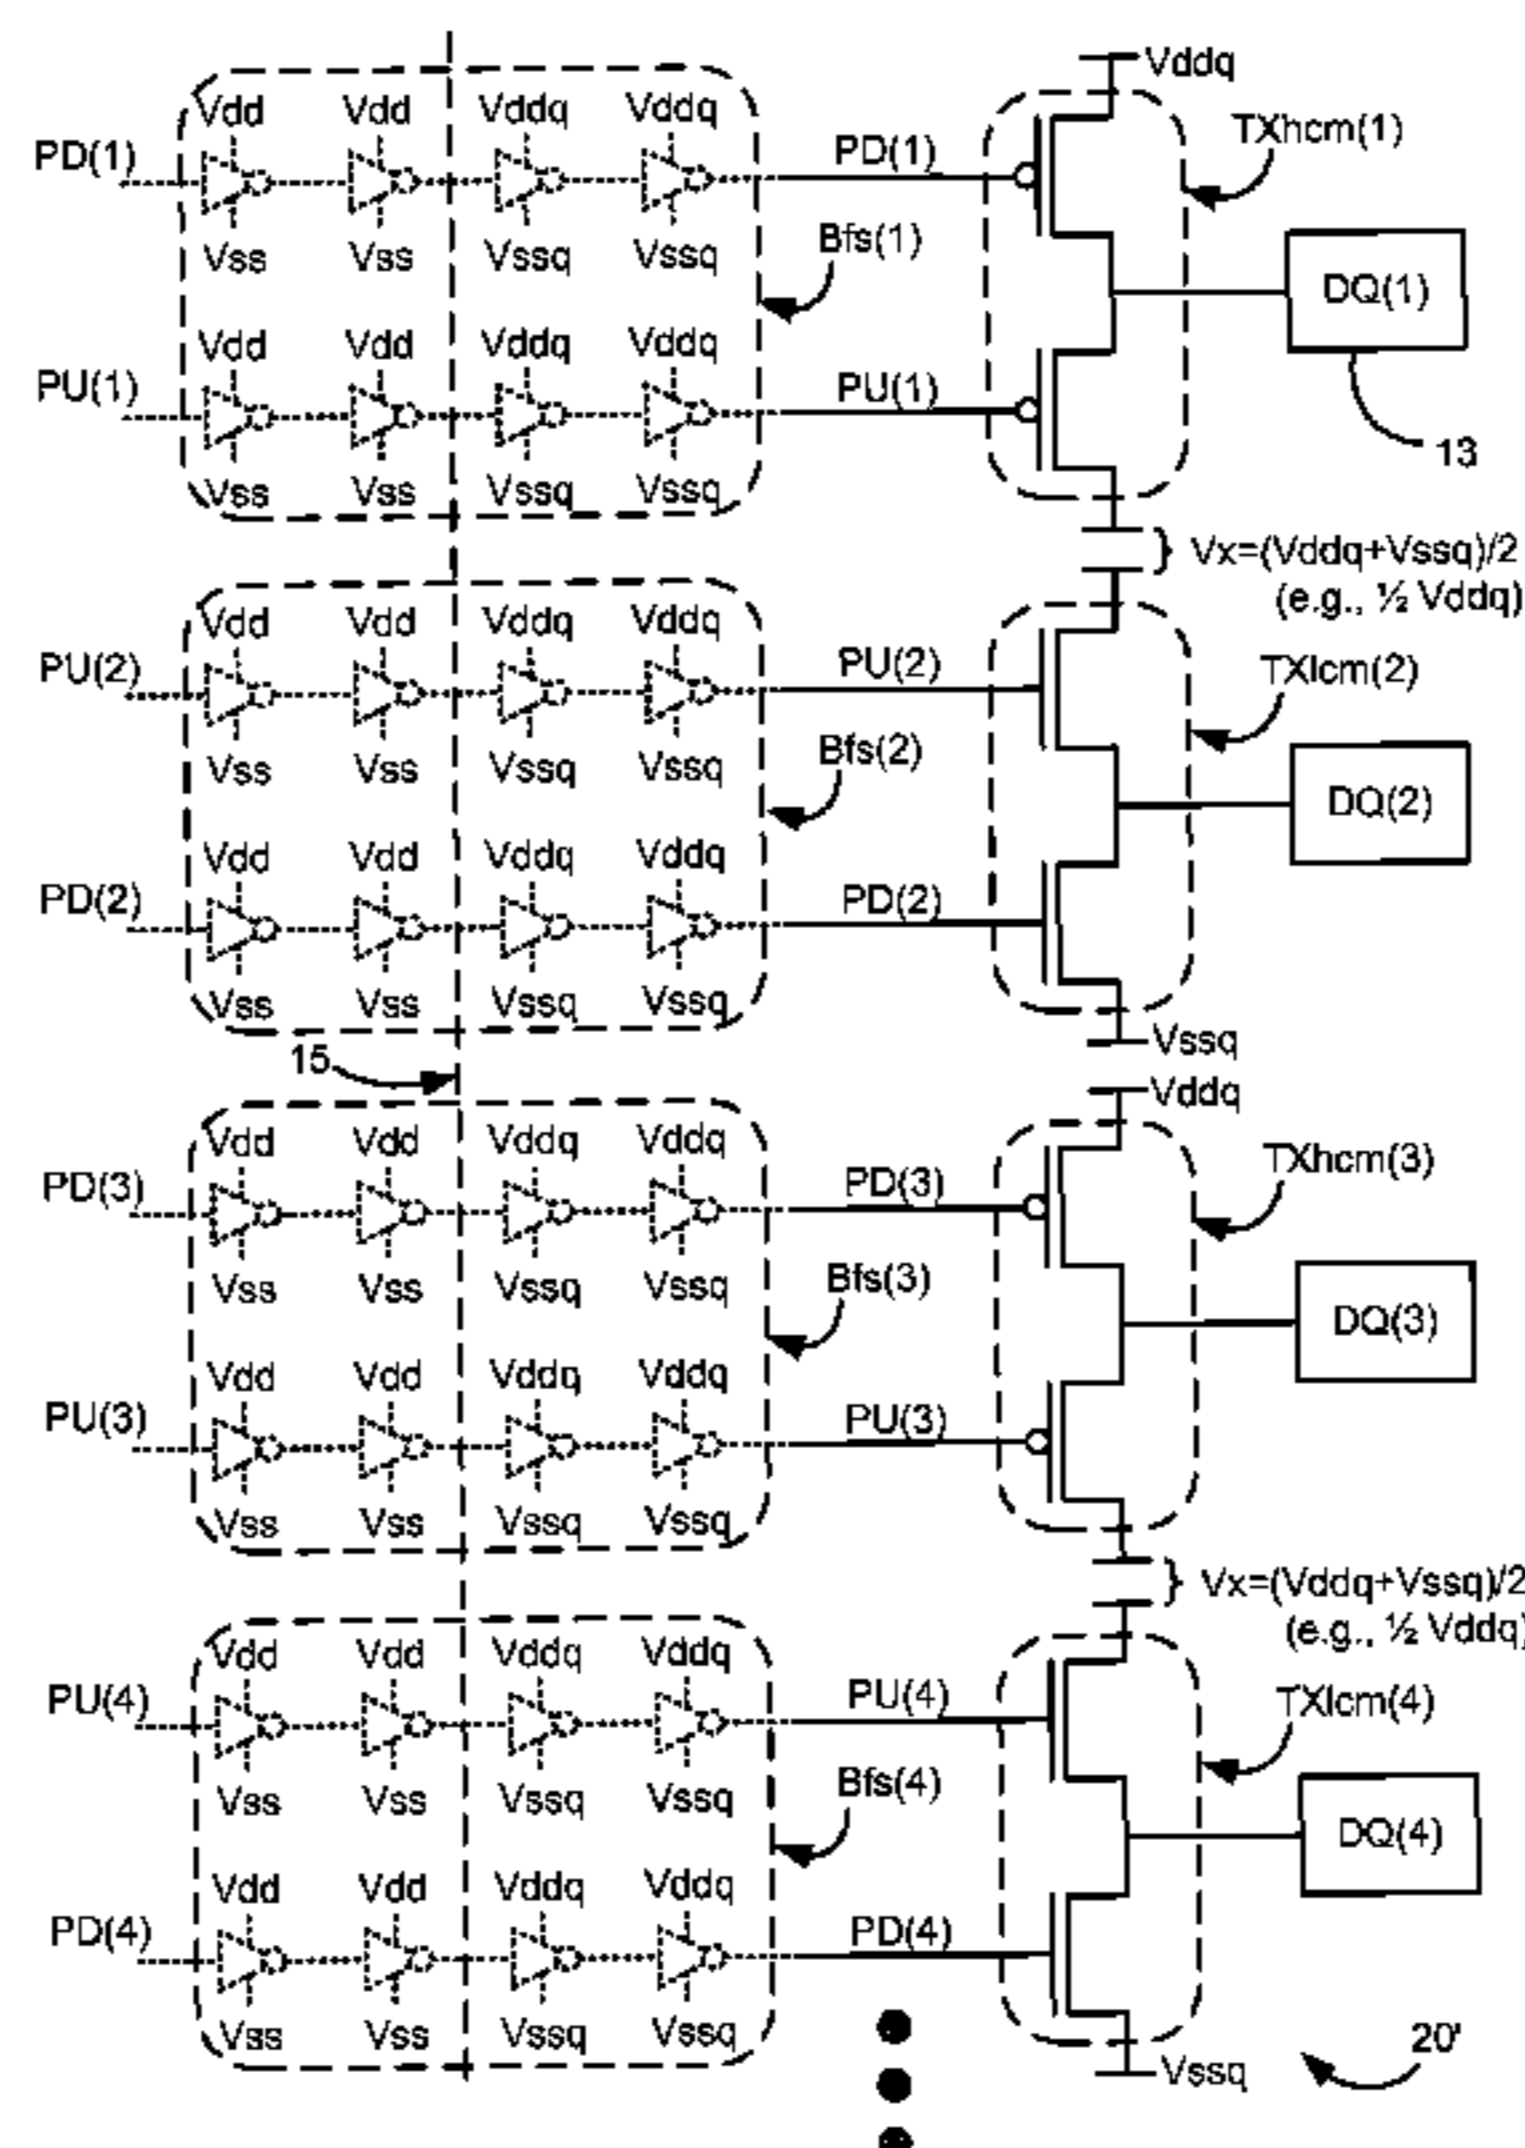 Vddq
Vdd Vdd Vddq Vddq
TXhcm(1)
PD(1) PD(1)
Vss Vss Vssq Vssq
Bfs(1)
DQ(1)
Vdd Vdd Vddq Vddq
PU(1) PU(1)
13
Vss Vss Vssq Vssq
Vx=(Vddq+Vssq)/2
(e.g., ½ Vddq)
Vdd Vdd Vddq Vddq
PU(2) PU(2)
TXlcm(2)
Vss Vss Vssq Vssq
Bfs(2)
DQ(2)
Vdd Vdd Vddq Vddq
PD(2) PD(2)
Vss Vss Vssq Vssq
Vssq
15
Vddq
Vdd Vdd Vddq Vddq
TXhcm(3)
PD(3) PD(3)
Vss Vss Vssq Vssq
Bfs(3)
DQ(3)
Vdd Vdd Vddq Vddq
PU(3) PU(3)
Vss Vss Vssq Vssq
Vx=(Vddq+Vssq)/2
(e.g., ½ Vddq)
Vdd Vdd Vddq Vddq
PU(4) PU(4)
TXlcm(4)
Vss Vss Vssq Vssq
Bfs(4)
DQ(4)
Vdd Vdd Vddq Vddq
PD(4) PD(4)
Vss Vss Vssq Vssq
20'
Vssq